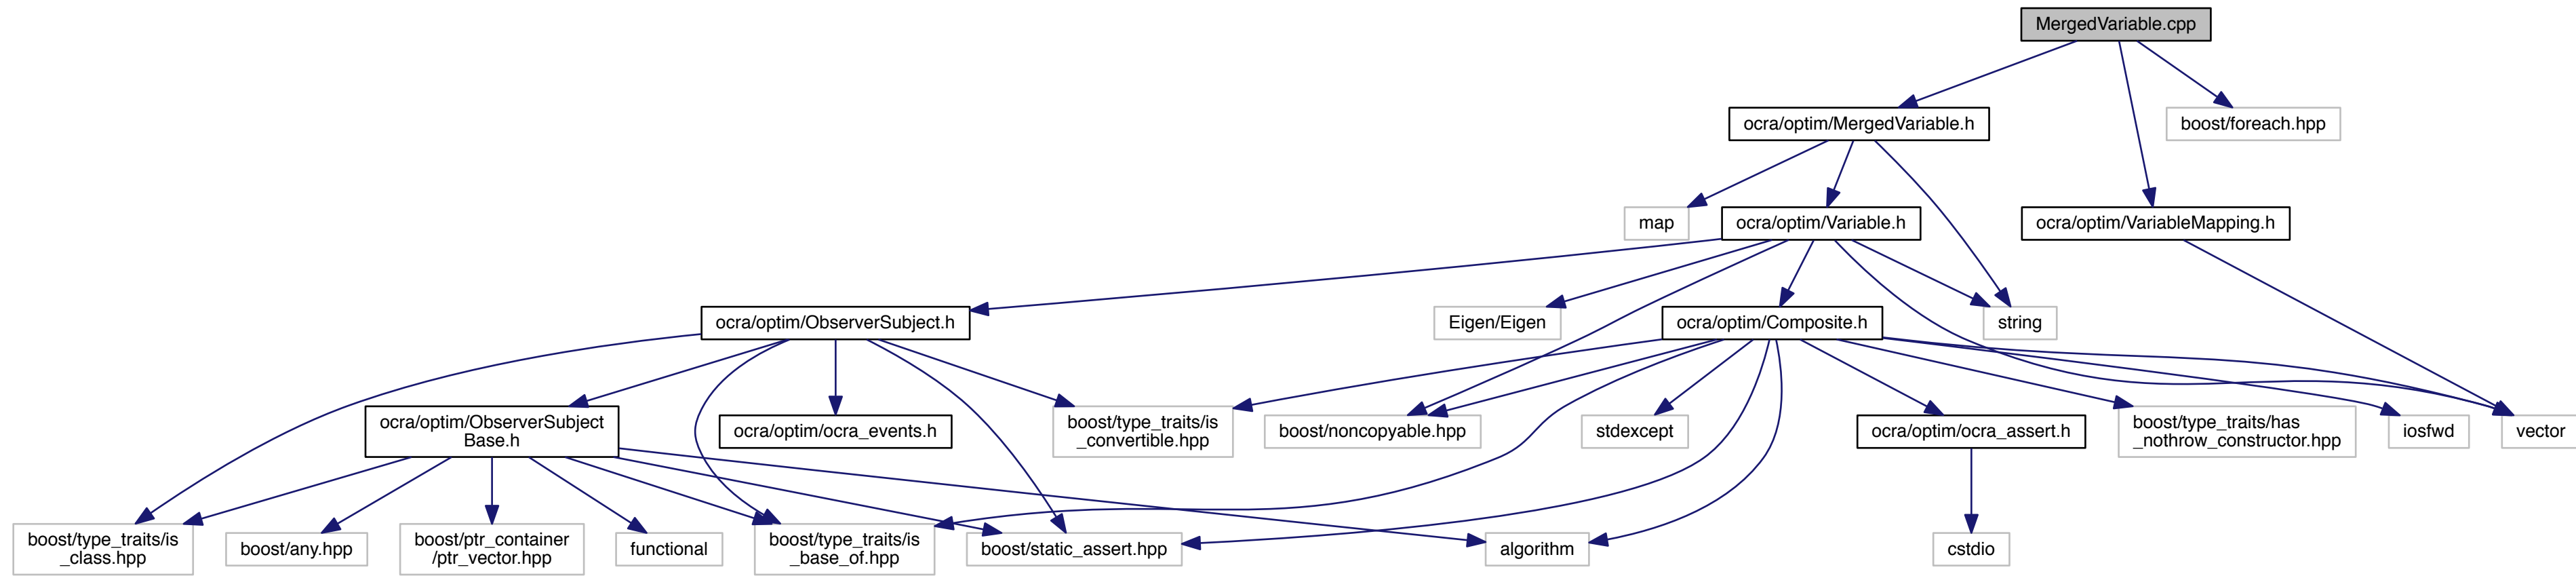 MergedVariable.cpp
ocra/optim/MergedVariable.h
boost/foreach.hpp
map
ocra/optim/Variable.h
ocra/optim/VariableMapping.h
ocra/optim/ObserverSubject.h
Eigen/Eigen
ocra/optim/Composite.h
string
ocra/optim/ObserverSubject
Base.h
ocra/optim/ocra_events.h
boost/type_traits/is
_convertible.hpp
boost/noncopyable.hpp
stdexcept
ocra/optim/ocra_assert.h
boost/type_traits/has
_nothrow_constructor.hpp
iosfwd
vector
boost/type_traits/is
_class.hpp
boost/any.hpp
boost/ptr_container
/ptr_vector.hpp
functional
boost/type_traits/is
_base_of.hpp
boost/static_assert.hpp
algorithm
cstdio